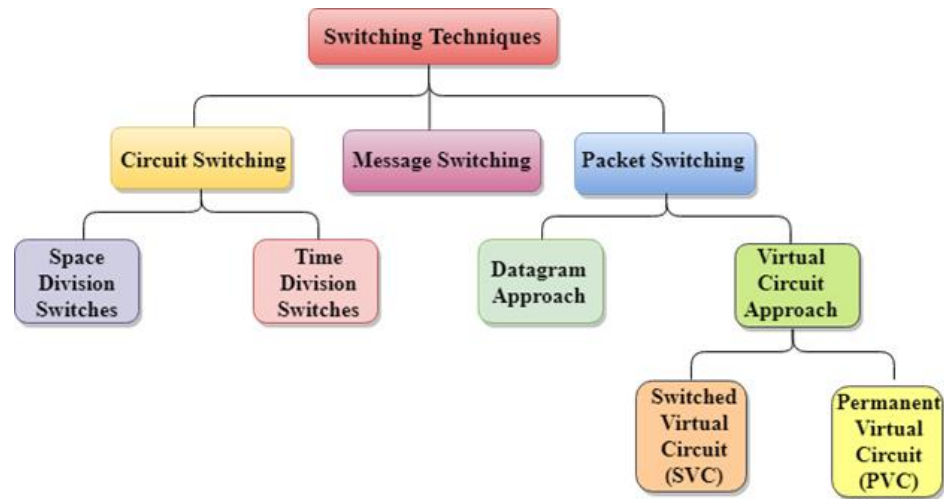 Switching Techniques
Circuit Switching
Message Switching
Packet Switching
Space
Division
Switches
Time
Division
Switches
Datagram
Approach
Virtual
Circuit
Approach
Switched
Virtual
Circuit
(SVC)
Permanent
Virtual
Circuit
(PVC)